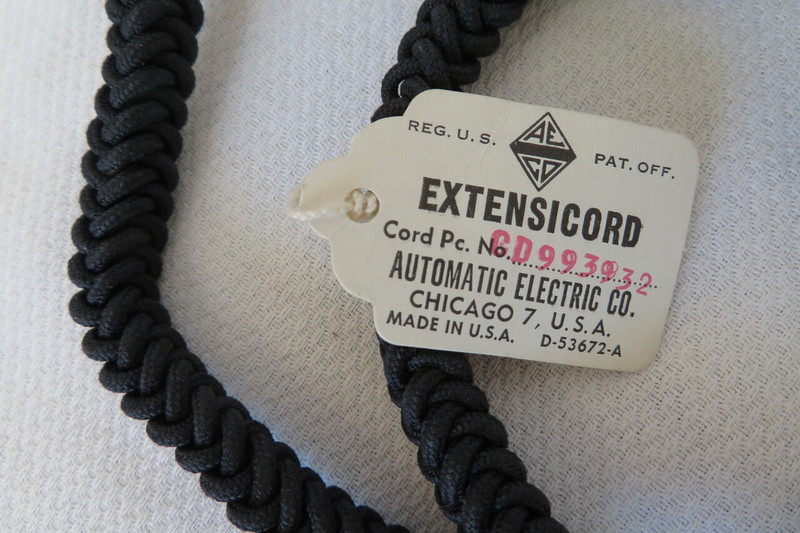 REG. U.S. AE CO PAT. OFF.
EXTENSICORD
Cord Pc. No. CD993932
AUTOMATIC ELECTRIC CO.
CHICAGO 7, U.S.A.
MADE IN U.S.A. D-53672-A